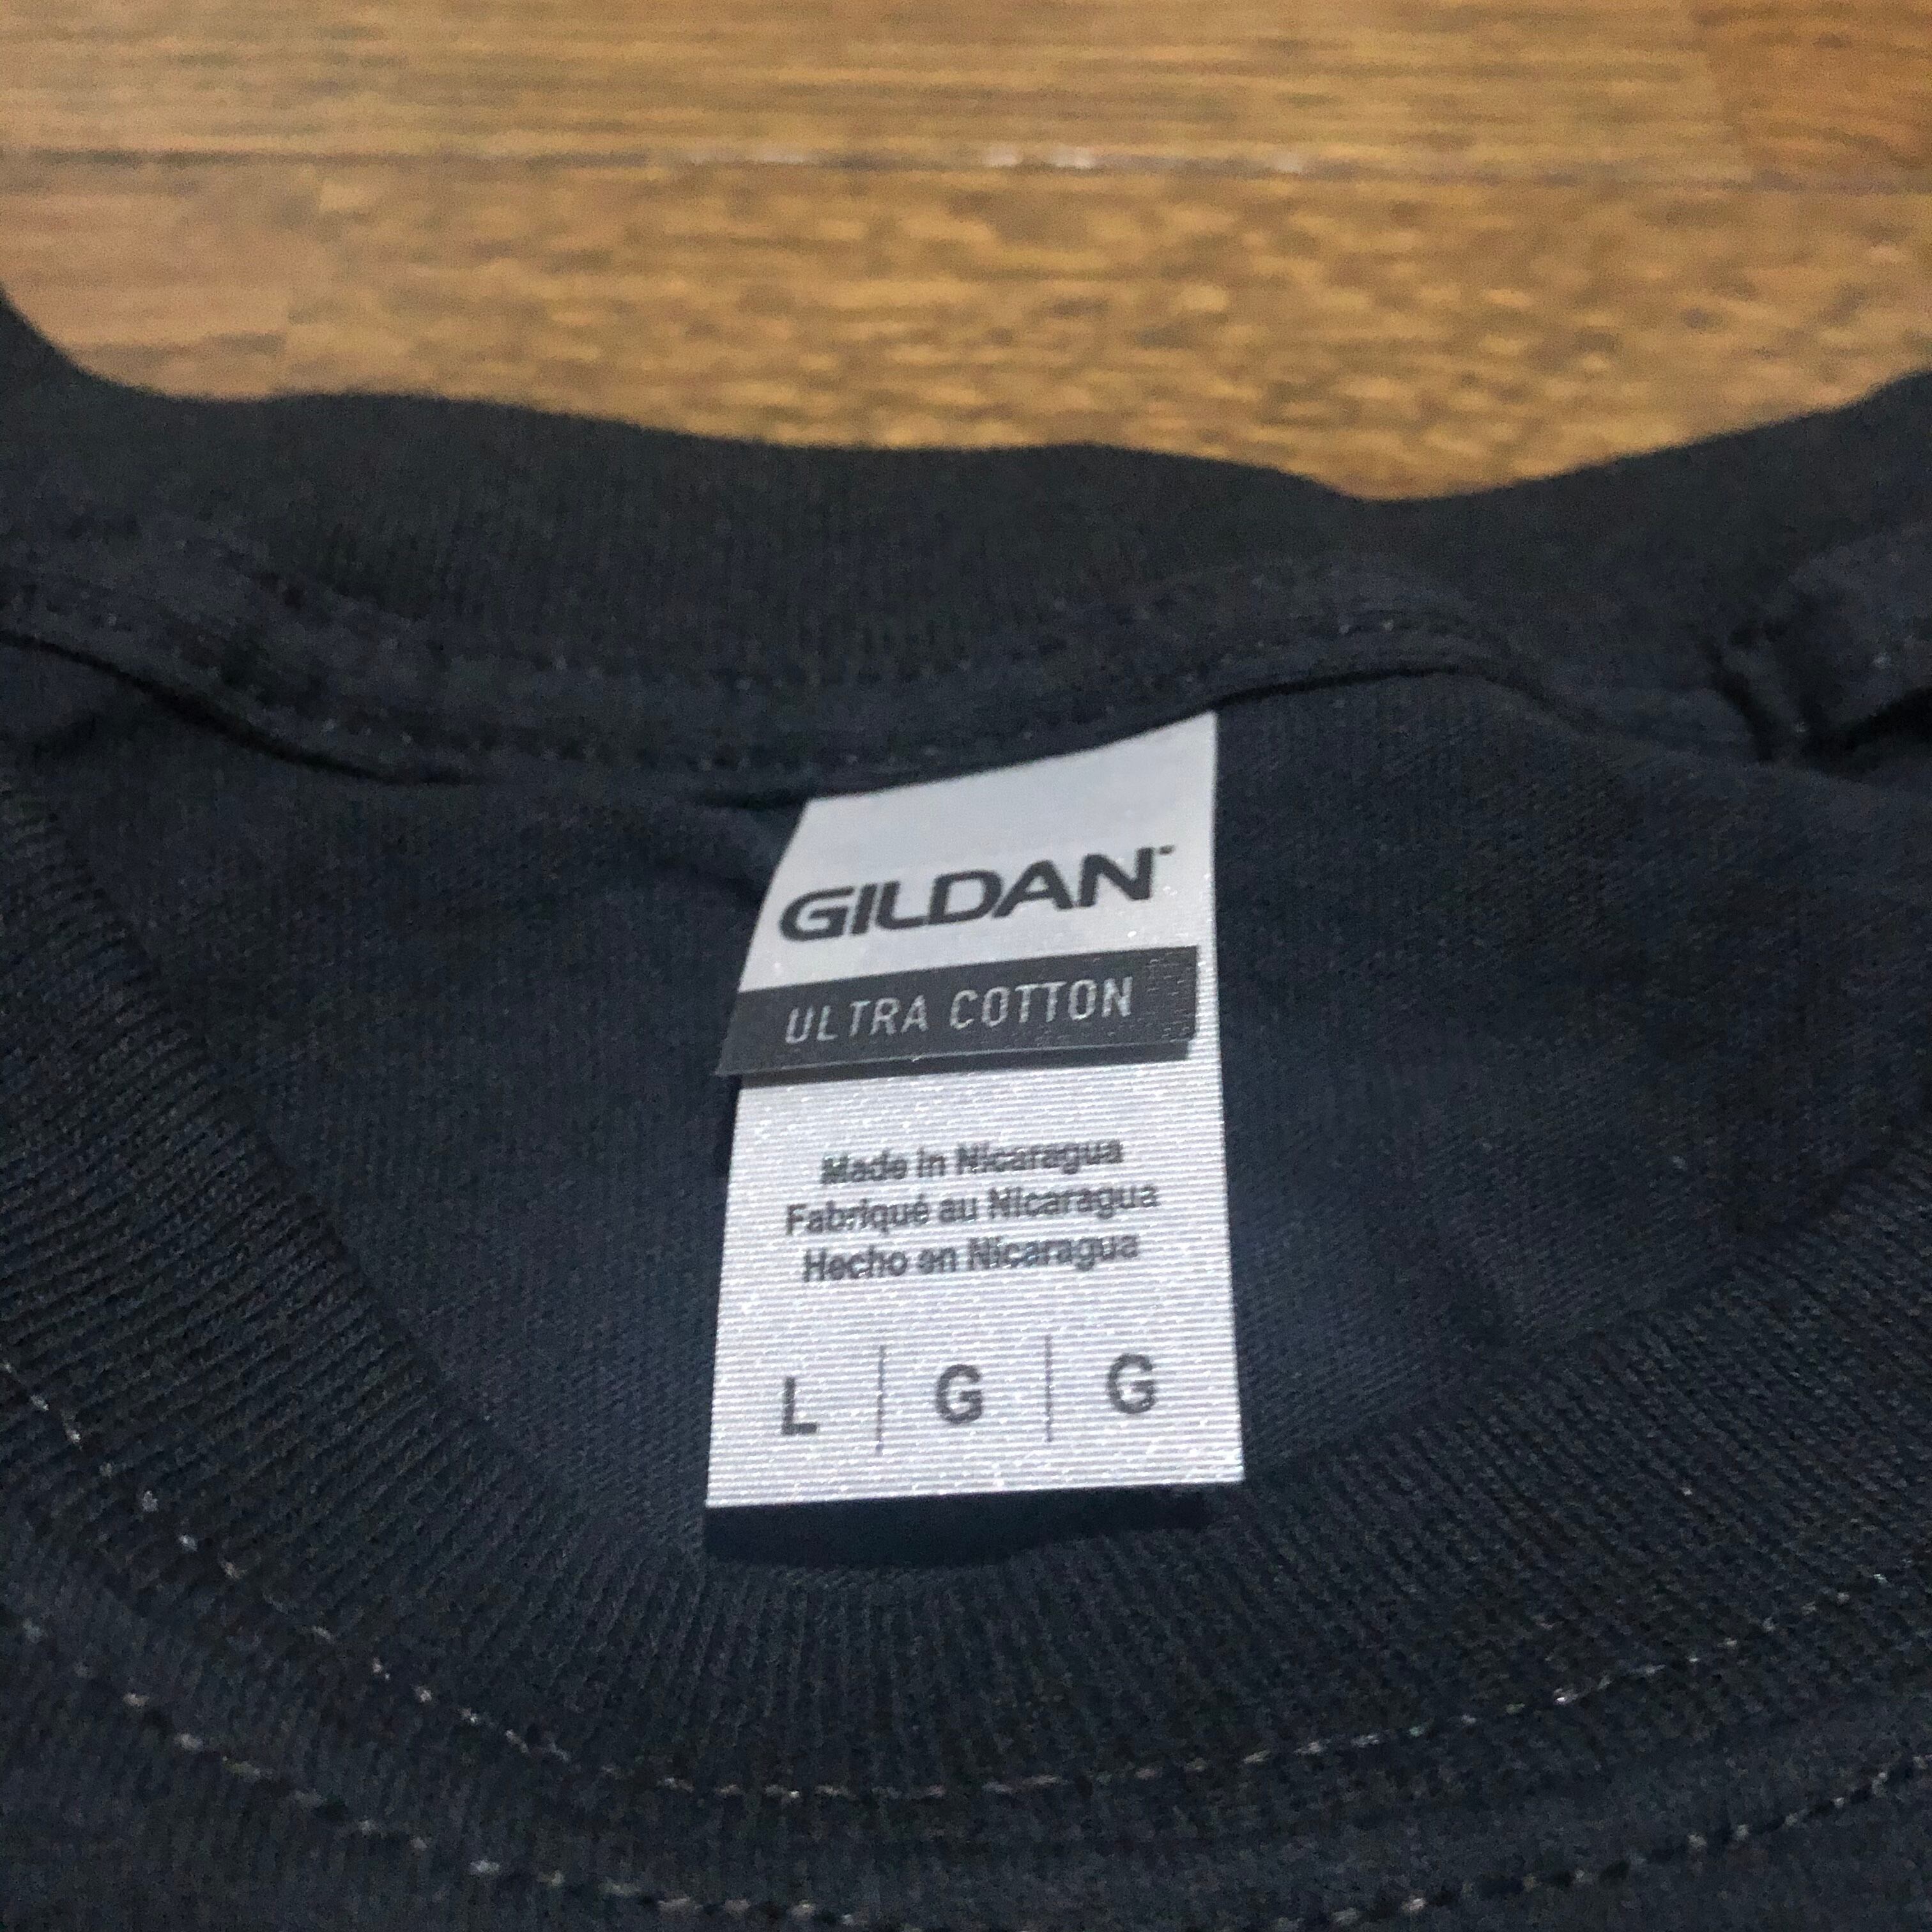 GILDAN
ULTRA COTTON
Made in Nicaragua
Fabriqué au Nicaragua
Hecho en Nicaragua
L | G | G